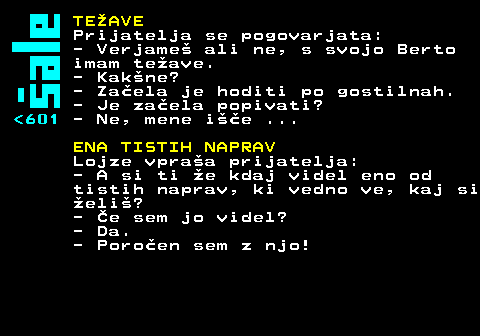 šale
<601
TEŽAVE
Prijatelja se pogovarjata:
- Verjameš ali ne, s svojo Berto
imam težave.
- Kakšne?
- Začela je hoditi po gostilnah.
- Je začela popivati?
- Ne, mene išče ...
ENA TISTIH NAPRAV
Lojze vpraša prijatelja:
- A si ti že kdaj videl eno od
tistih naprav, ki vedno ve, kaj si
želiš?
- Če sem jo videl?
- Da.
- Poročen sem z njo!